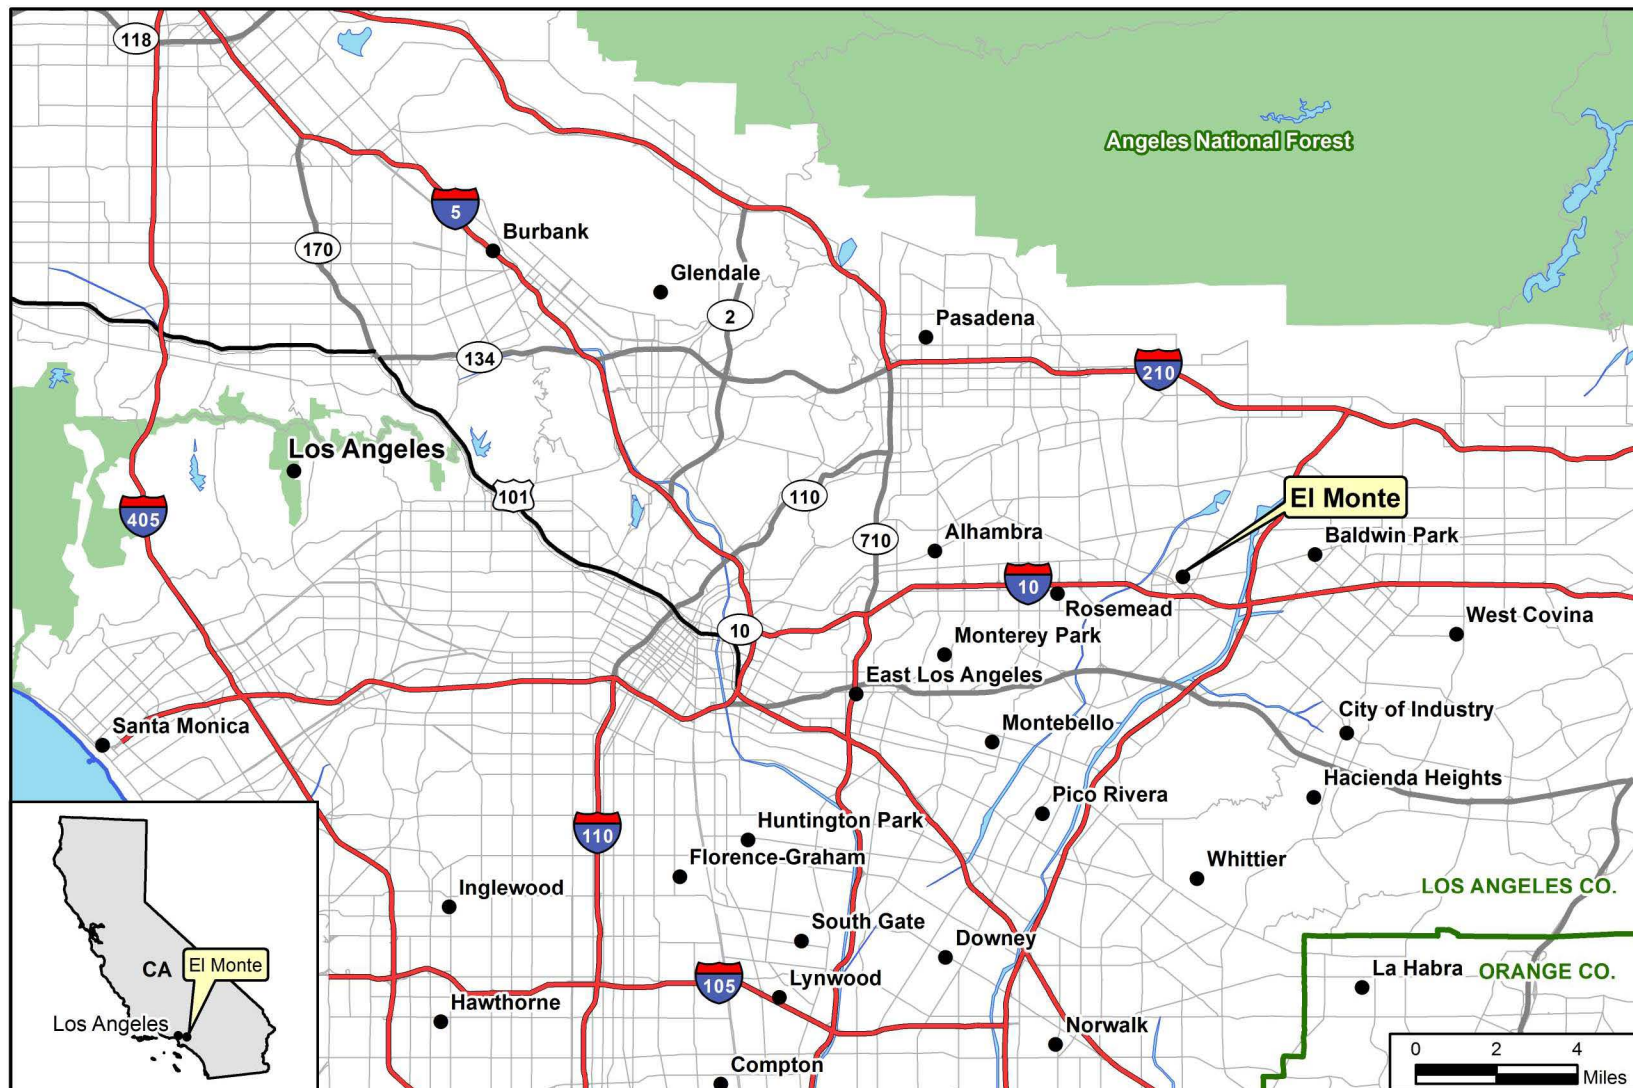 118
Angeles National Forest
5
Burbank
170
Glendale
2
Pasadena
134
210
Los Angeles
101
110
El Monte
405
Alhambra
Baldwin Park
710
10
Rosemead
West Covina
10
Monterey Park
East Los Angeles
Santa Monica
Montebello
City of Industry
Hacienda Heights
Pico Rivera
Huntington Park
110
Florence-Graham
Whittier
Inglewood
LOS ANGELES CO.
South Gate
Downey
La Habra
ORANGE CO.
Lynwood
105
Hawthorne
Norwalk
Compton
CA
El Monte
Los Angeles
0 2 4
Miles